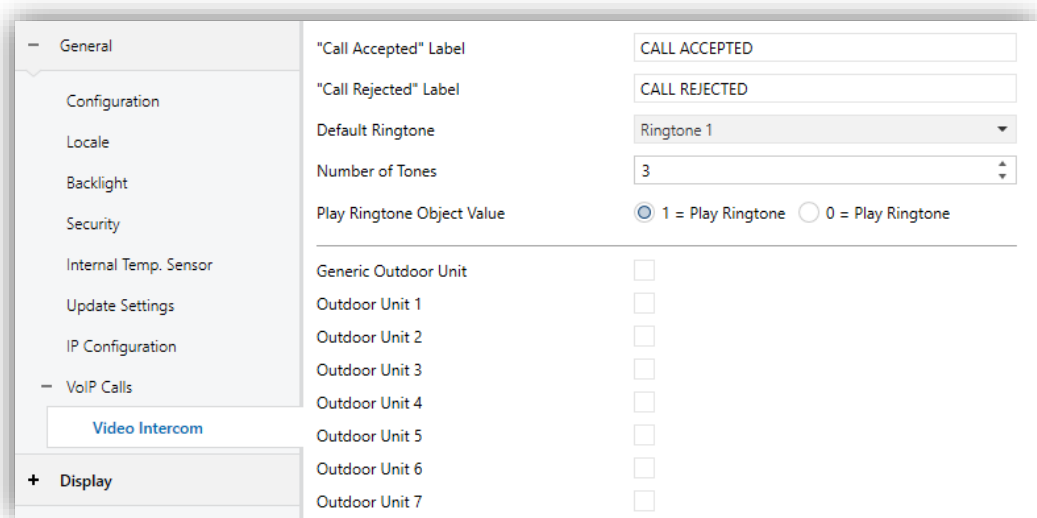 General
Configuration
Locale
Backlight
Security
Internal Temp. Sensor
Update Settings
IP Configuration
VoIP Calls
Video Intercom
Display
"Call Accepted" Label CALL ACCEPTED
"Call Rejected" Label CALL REJECTED
Default Ringtone Ringtone 1
Number of Tones 3
Play Ringtone Object Value 1 = Play Ringtone 0 = Play Ringtone
Generic Outdoor Unit
Outdoor Unit 1
Outdoor Unit 2
Outdoor Unit 3
Outdoor Unit 4
Outdoor Unit 5
Outdoor Unit 6
Outdoor Unit 7